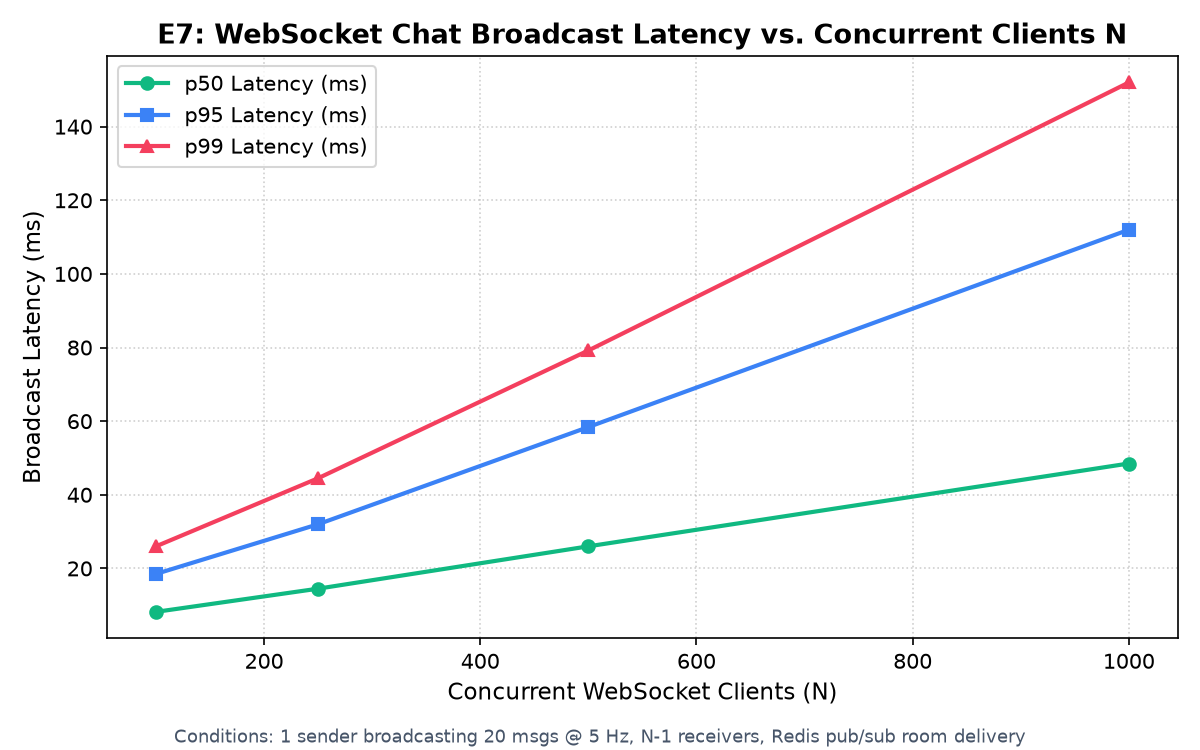 E7: WebSocket Chat Broadcast Latency vs. Concurrent Clients N
p50 Latency (ms)
p95 Latency (ms)
p99 Latency (ms)
Broadcast Latency (ms)
140
120
100
80
60
40
20
200
400
600
800
1000
Concurrent WebSocket Clients (N)
Conditions: 1 sender broadcasting 20 msgs @ 5 Hz, N-1 receivers, Redis pub/sub room delivery